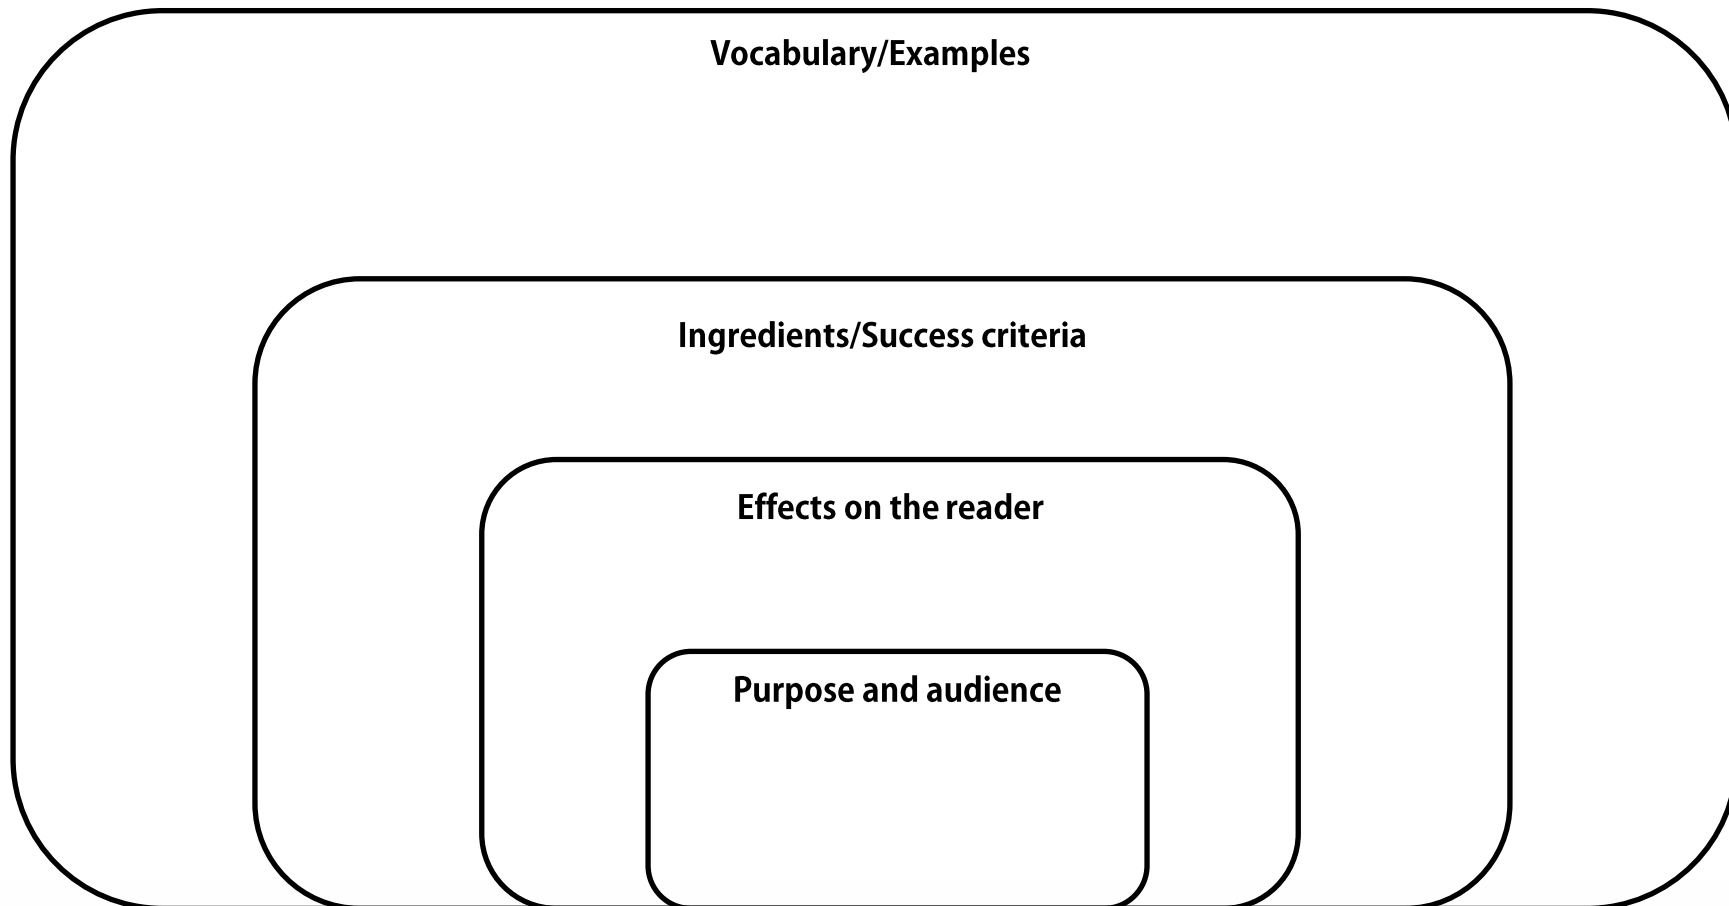 Vocabulary/Examples
Ingredients/Success criteria
Effects on the reader
Purpose and audience